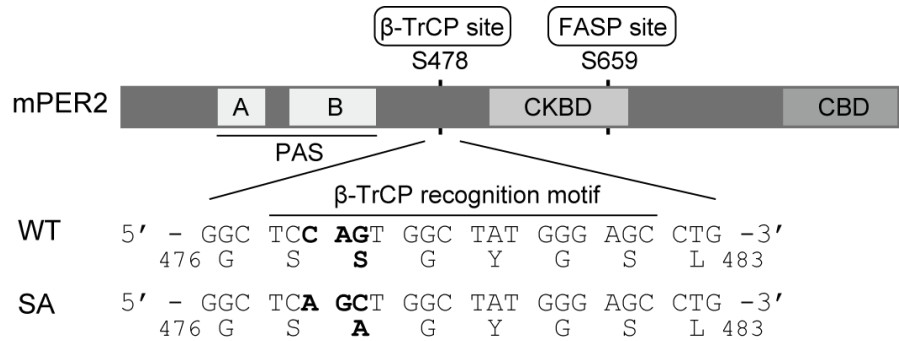 β-TrCP site FASP site
S478 S659
mPER2 A B CKBD CBD
PAS
β-TrCP recognition motif
WT 5′ - GGC TCC AGT GGC TAT GGG AGC CTG -3′
476 G S S G Y G S L 483
SA 5′ - GGC TCA GCT GGC TAT GGG AGC CTG -3′
476 G S A G Y G S L 483